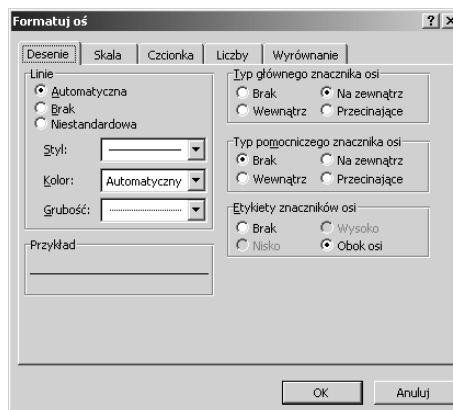 Formatuj oś
Desenie Skala Czcionka Liczby Wyrównanie
Linie
Automatyczna
Brak
Niestandardowa
Styl:
Kolor: Automatyczny
Grubość:
Przykład
Typ głównego znacznika osi
Brak Na zewnątrz
Wewnątrz Przecinające
Typ pomocniczego znacznika osi
Brak Na zewnątrz
Wewnątrz Przecinające
Etykiety znaczników osi
Brak Wysoko
Nisko Obok osi
OK Anuluj